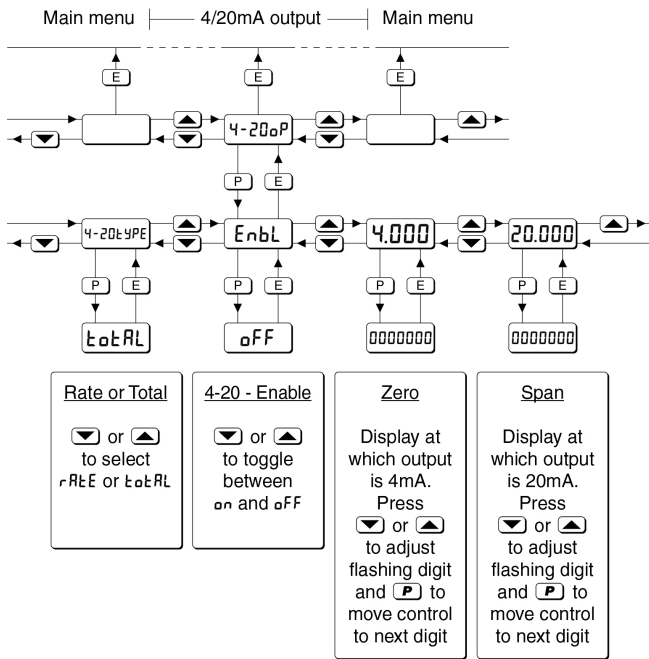 Main menu 4/20mA output Main menu
E E E
4-20oP
P E
4-20tYPE EnbL 4.000 20.000
P E P E P E P E
totAL oFF 0000000 0000000
Rate or Total
or
to select
rAtE or totAL
4-20 - Enable
or
to toggle
between
on and oFF
Zero
Display at
which output
is 4mA.
Press
or
to adjust
flashing digit
and P to
move control
to next digit
Span
Display at
which output
is 20mA.
Press
or
to adjust
flashing digit
and P to
move control
to next digit